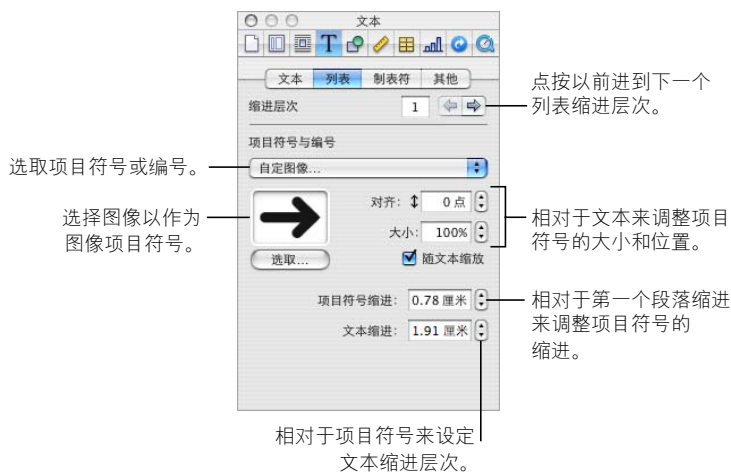 文本
文本 列表 制表符 其他
缩进层次 1
点按以前进到下一个
列表缩进层次。
项目符号与编号
选取项目符号或编号。
自定图像...
选择图像以作为
图像项目符号。
对齐: 0 点
大小: 100%
选取...
随文本缩放
相对于文本来调整项目
符号的大小和位置。
项目符号缩进: 0.78 厘米
文本缩进: 1.91 厘米
相对于第一个段落缩进
来调整项目符号的
缩进。
相对于项目符号来设定
文本缩进层次。